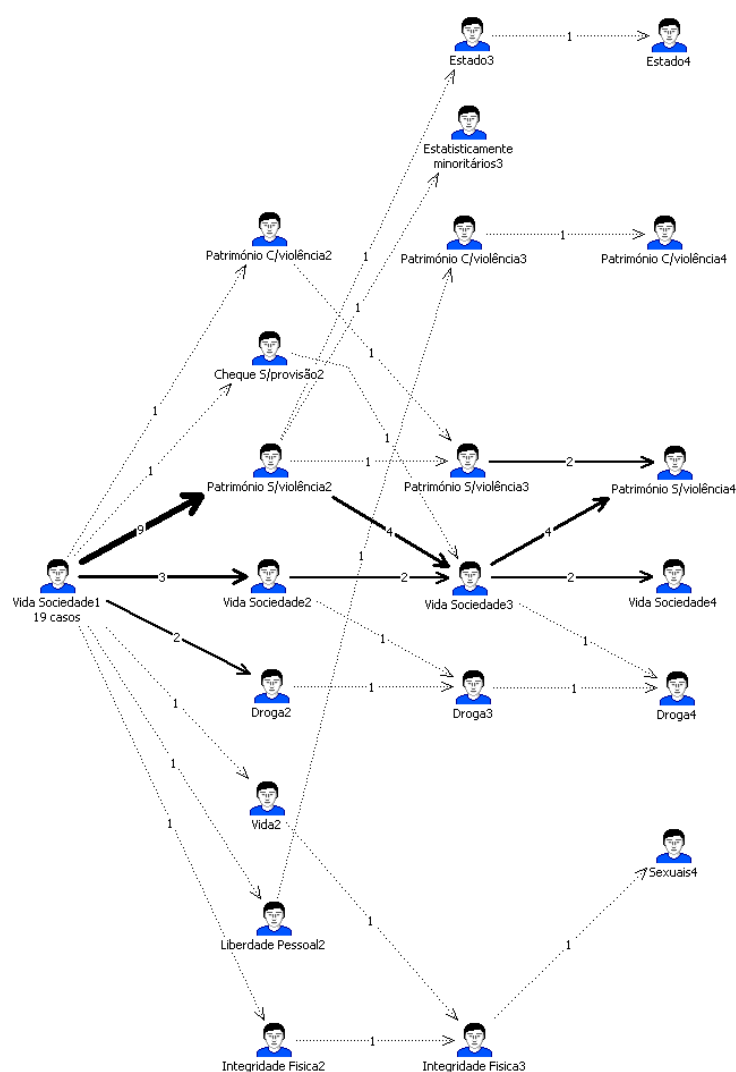 1
Estado3
Estado4
Estatisticamente
minoritários3
Património C/violência2
1
Património C/violência3
1
Património C/violência4
1
1
Cheque S/provisão2
1
1
1
1
Património S/violência2
1
Património S/violência3
2
Património S/violência4
9
4
4
1
Vida Sociedade1
19 casos
3
Vida Sociedade2
2
Vida Sociedade3
2
Vida Sociedade4
2
1
1
Droga2
1
Droga3
1
Droga4
1
1
1
Vida2
Sexuais4
1
1
Liberdade Pessoal2
Integridade Fisica2
1
Integridade Fisica3